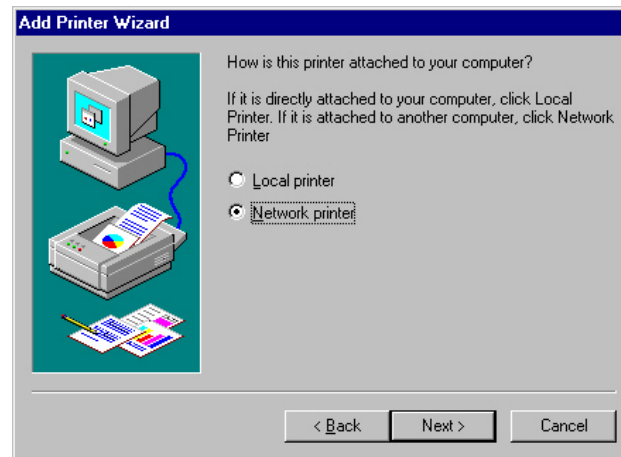 Add Printer Wizard
How is this printer attached to your computer?
If it is directly attached to your computer, click Local
Printer. If it is attached to another computer, click Network
Printer
Local printer
Network printer
< Back
Next >
Cancel